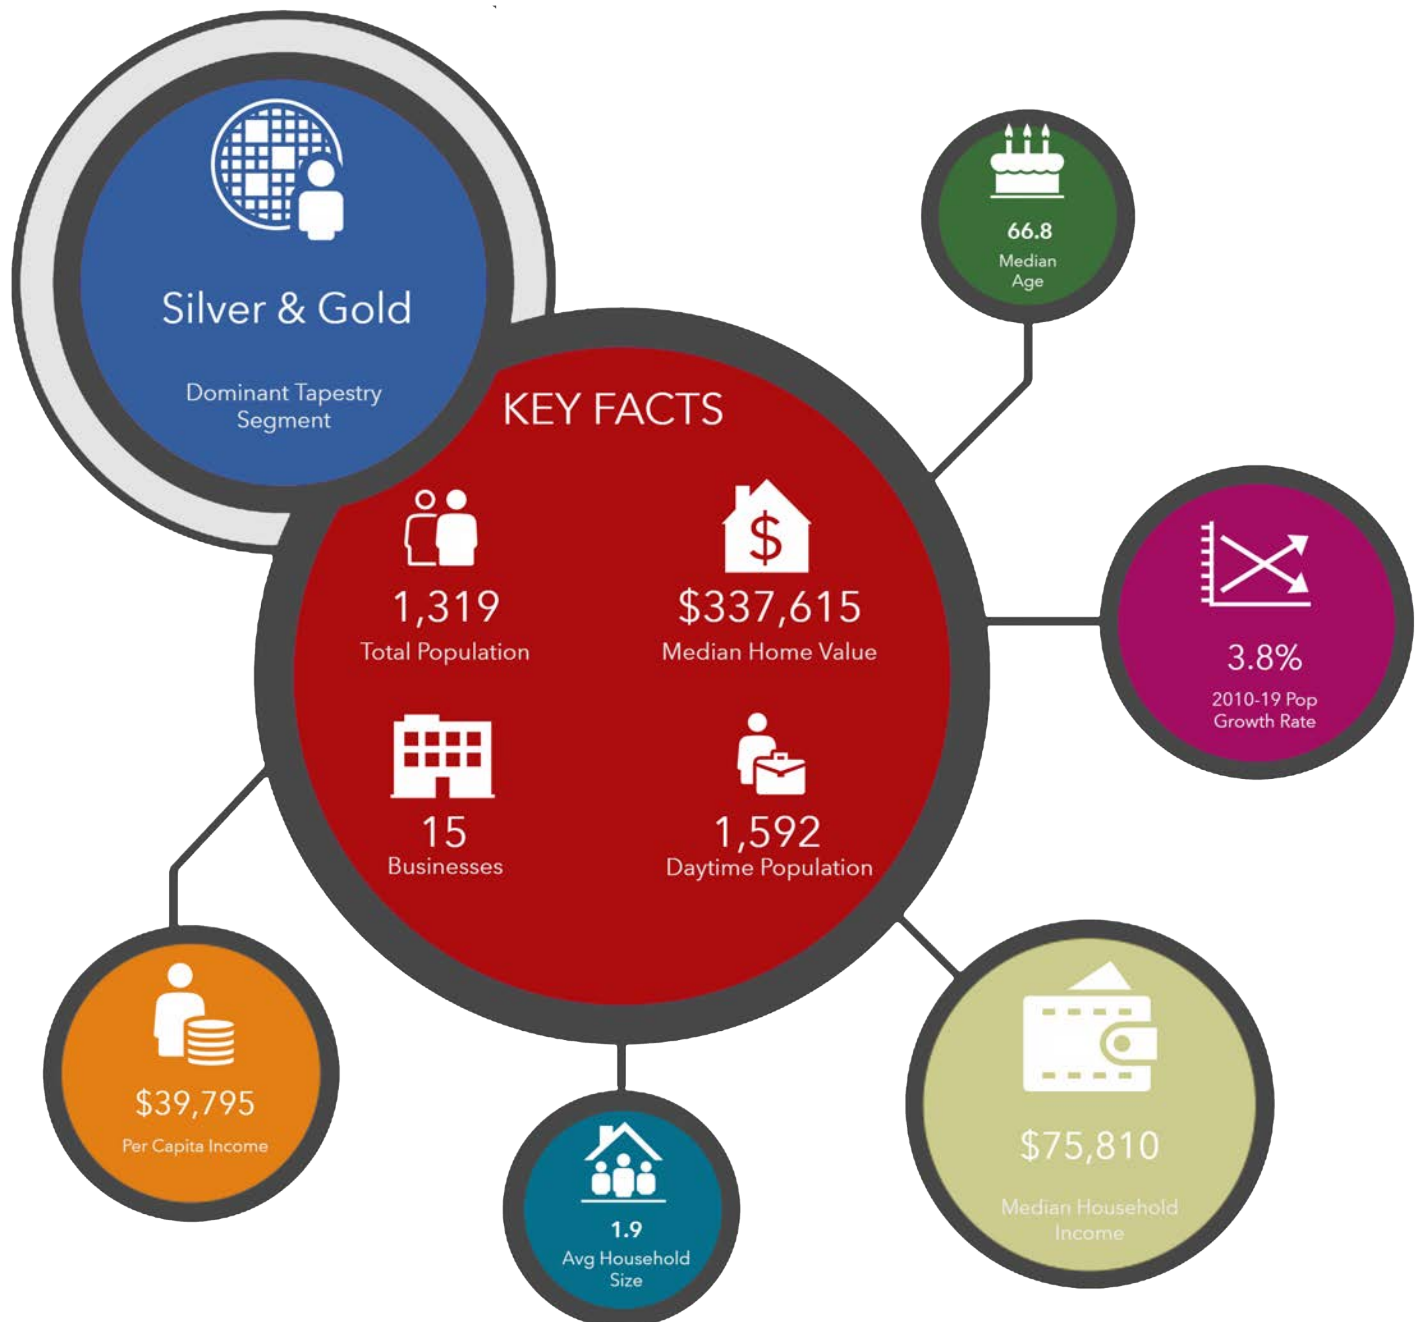 Silver & Gold
Dominant Tapestry
Segment
KEY FACTS
1,319
Total Population
$
$337,615
Median Home Value
15
Businesses
1,592
Daytime Population
66.8
Median
Age
3.8%
2010-19 Pop
Growth Rate
$39,795
Per Capita Income
1.9
Avg Household
Size
$75,810
Median Household
Income